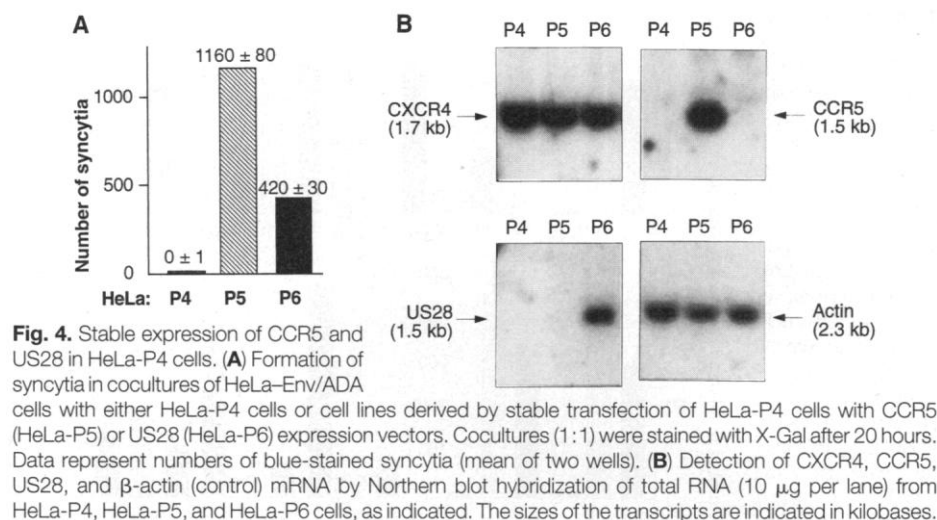 A
Number of syncytia
1000
500
0
1160 ± 80
420 ± 30
0 ± 1
HeLa: P4 P5 P6
B
P4 P5 P6
P4 P5 P6
CXCR4
(1.7 kb)
CCR5
(1.5 kb)
P4 P5 P6
P4 P5 P6
US28
(1.5 kb)
Actin
(2.3 kb)
Fig. 4. Stable expression of CCR5 and
US28 in HeLa-P4 cells. (A) Formation of
syncytia in cocultures of HeLa–Env/ADA
cells with either HeLa-P4 cells or cell lines derived by stable transfection of HeLa-P4 cells with CCR5
(HeLa-P5) or US28 (HeLa-P6) expression vectors. Cocultures (1:1) were stained with X-Gal after 20 hours.
Data represent numbers of blue-stained syncytia (mean of two wells). (B) Detection of CXCR4, CCR5,
US28, and β-actin (control) mRNA by Northern blot hybridization of total RNA (10 μg per lane) from
HeLa-P4, HeLa-P5, and HeLa-P6 cells, as indicated. The sizes of the transcripts are indicated in kilobases.